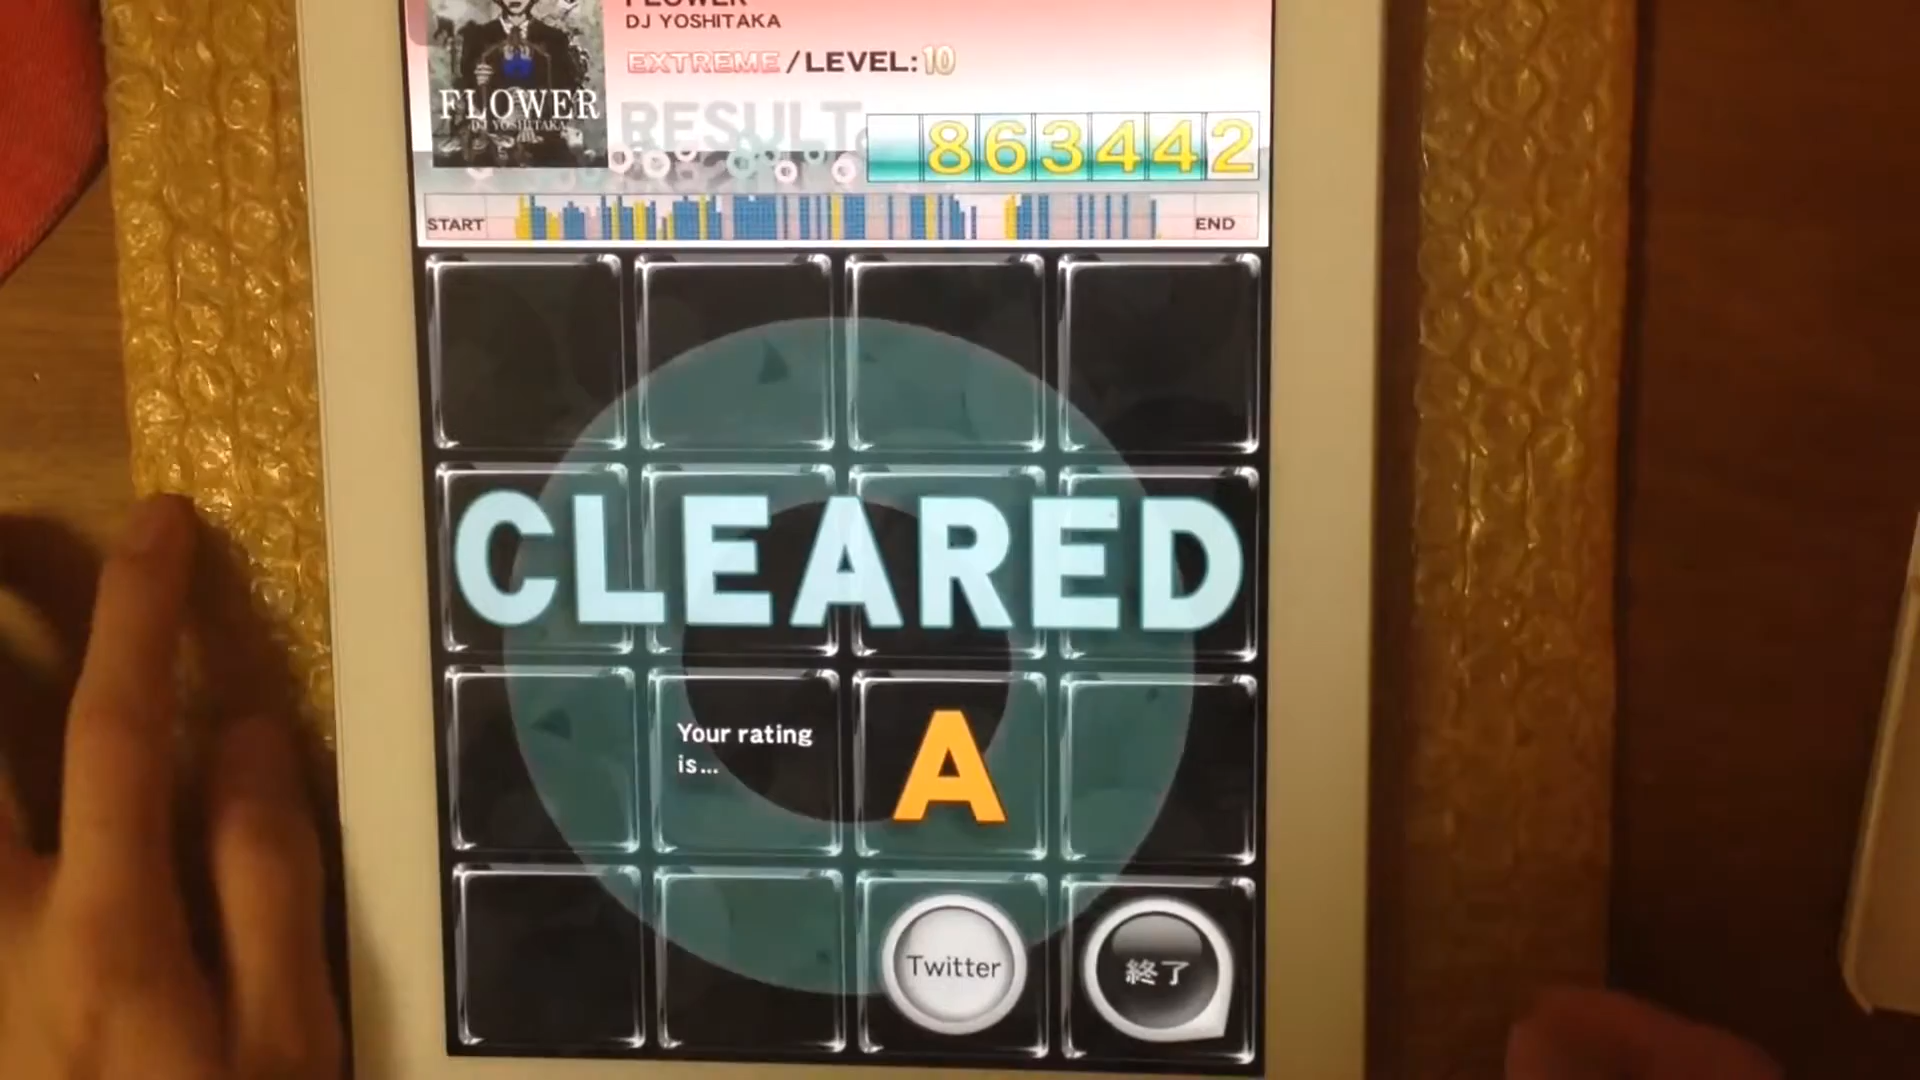 FLOWER
DJ YOSHITAKA
EXTREME / LEVEL: 10
FLOWER
DJ YOSHITAKA
RESULT
863442
START
END
CLEARED
Your rating
is...
A
Twitter
終了